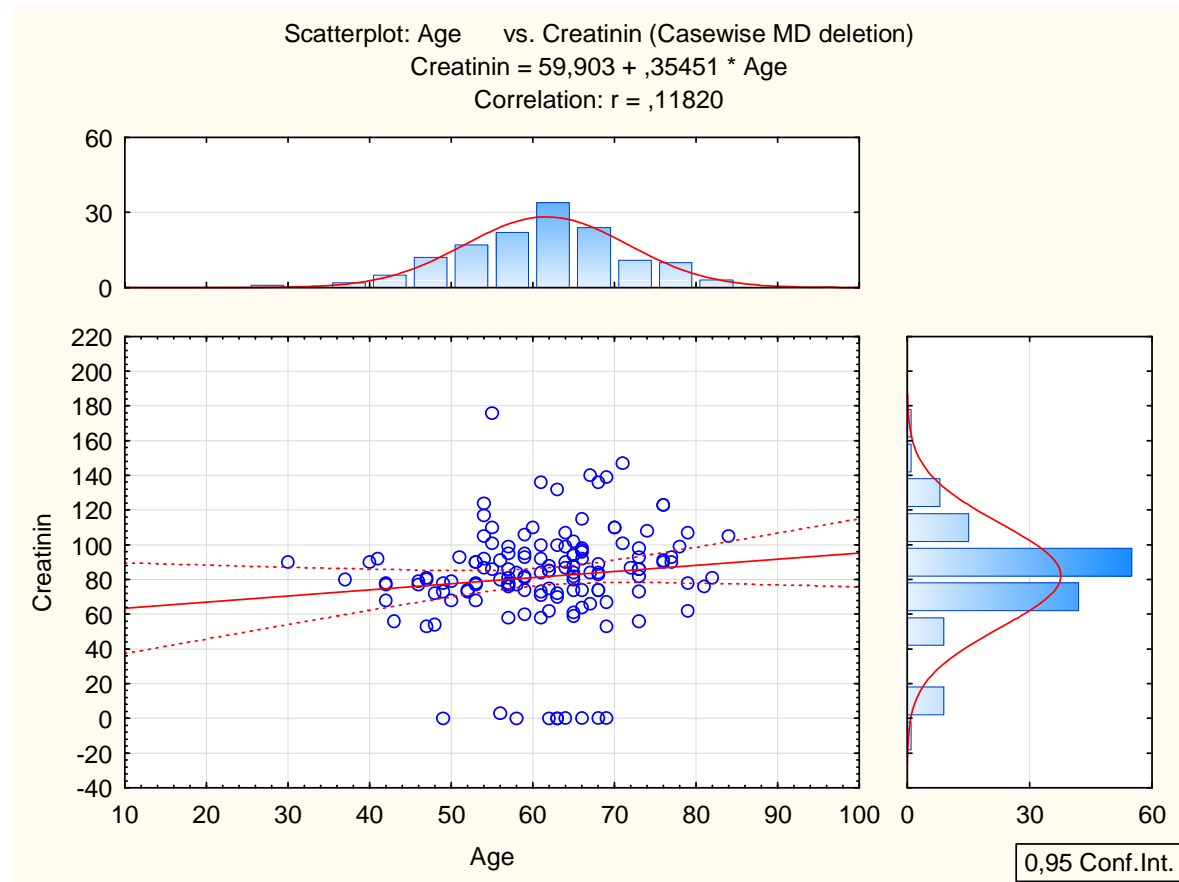 Scatterplot: Age      vs. Creatinin (Casewise MD deletion)
Creatinin = 59,903 + ,35451 * Age
Correlation: r = ,11820
60
30
0
220
200
180
160
140
120
100
80
60
40
20
0
-20
-40
Creatinin
10 20 30 40 50 60 70 80 90 100
Age
0 30 60
0,95 Conf.Int.